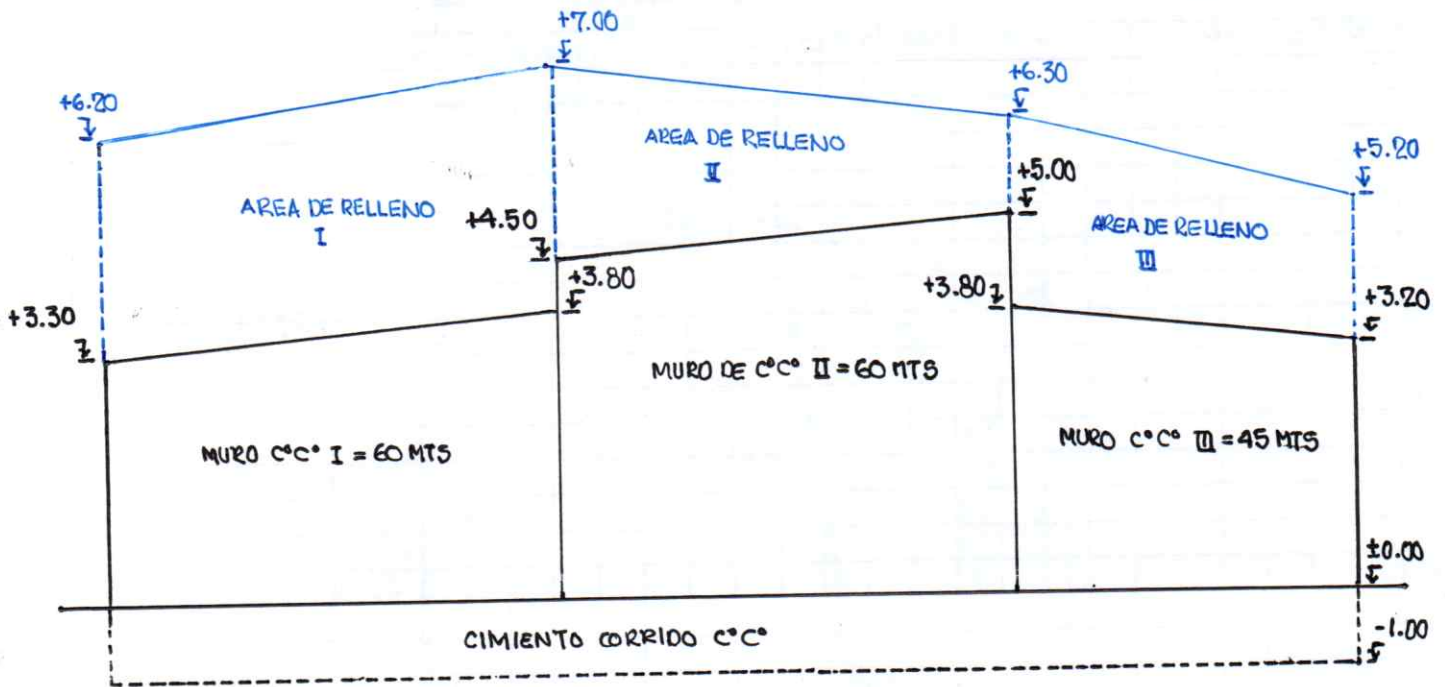 +7.00
+6.20
+6.30
+5.20
AREA DE RELLENO
I
AREA DE RELLENO
II
AREA DE RELLENO
III
+4.50
+5.00
+3.30
+3.80
+3.80
+3.20
MURO C°C° I = 60 MTS
MURO DE C°C° II = 60 MTS
MURO C°C° III = 45 MTS
±0.00
CIMIENTO CORRIDO C°C°
-1.00